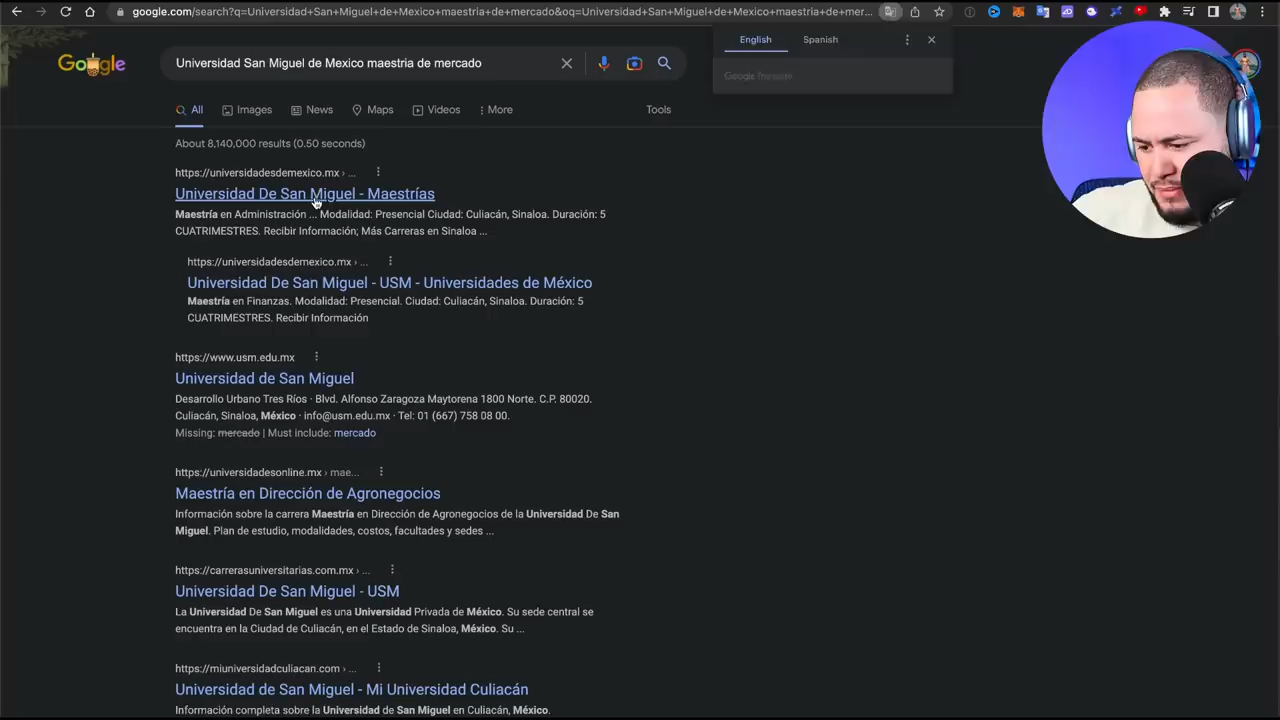 google.com/search?q=Universidad+San+Miguel+de+Mexico+maestria+de+mercado&oq=Universidad+San+Miguel+de+Mexico+maestria+de+mer...
English
Spanish
Google Translate
Google
Universidad San Miguel de Mexico maestria de mercado
All
Images
News
Maps
Videos
More
Tools
About 8,140,000 results (0.50 seconds)
https://universidadesdemexico.mx › ...
Universidad De San Miguel - Maestrías
Maestría en Administración ... Modalidad: Presencial Ciudad: Culiacán, Sinaloa. Duración: 5
CUATRIMESTRES. Recibir Información; Más Carreras en Sinaloa ...
https://universidadesdemexico.mx › ...
Universidad De San Miguel - USM - Universidades de México
Maestría en Finanzas. Modalidad: Presencial. Ciudad: Culiacán, Sinaloa. Duración: 5
CUATRIMESTRES. Recibir Información
https://www.usm.edu.mx
Universidad de San Miguel
Desarrollo Urbano Tres Ríos · Blvd. Alfonso Zaragoza Maytorena 1800 Norte. C.P. 80020.
Culiacán, Sinaloa, México · info@usm.edu.mx · Tel: 01 (667) 758 08 00.
Missing: mercado | Must include: mercado
https://universidadesonline.mx › mae...
Maestría en Dirección de Agronegocios
Información sobre la carrera Maestría en Dirección de Agronegocios de la Universidad De San
Miguel. Plan de estudio, modalidades, costos, facultades y sedes ...
https://carrerasuniversitarias.com.mx › ...
Universidad De San Miguel - USM
La Universidad De San Miguel es una Universidad Privada de México. Su sede central se
encuentra en la Ciudad de Culiacán, en el Estado de Sinaloa, México. Su ...
https://miuniversidadculiacan.com › ...
Universidad de San Miguel - Mi Universidad Culiacán
Información completa sobre la Universidad de San Miguel en Culiacán, México.